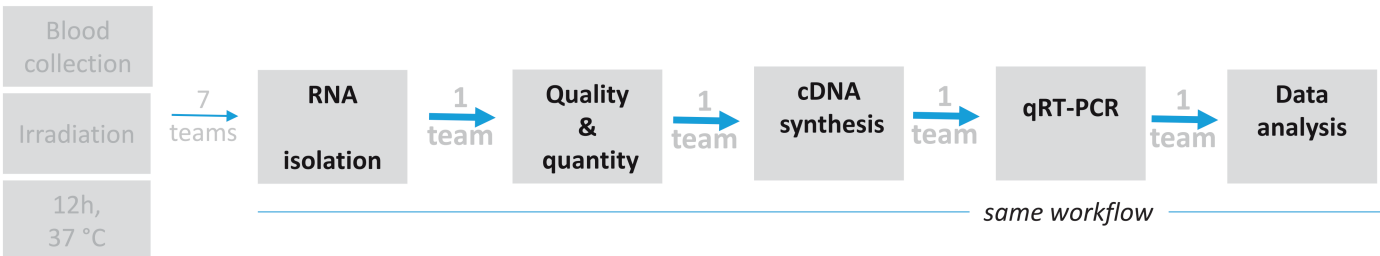 Blood
collection
Irradiation
12h,
37 °C
7
teams
RNA
isolation
1
team
Quality
&
quantity
1
team
cDNA
synthesis
1
team
qRT-PCR
1
team
Data
analysis
same workflow